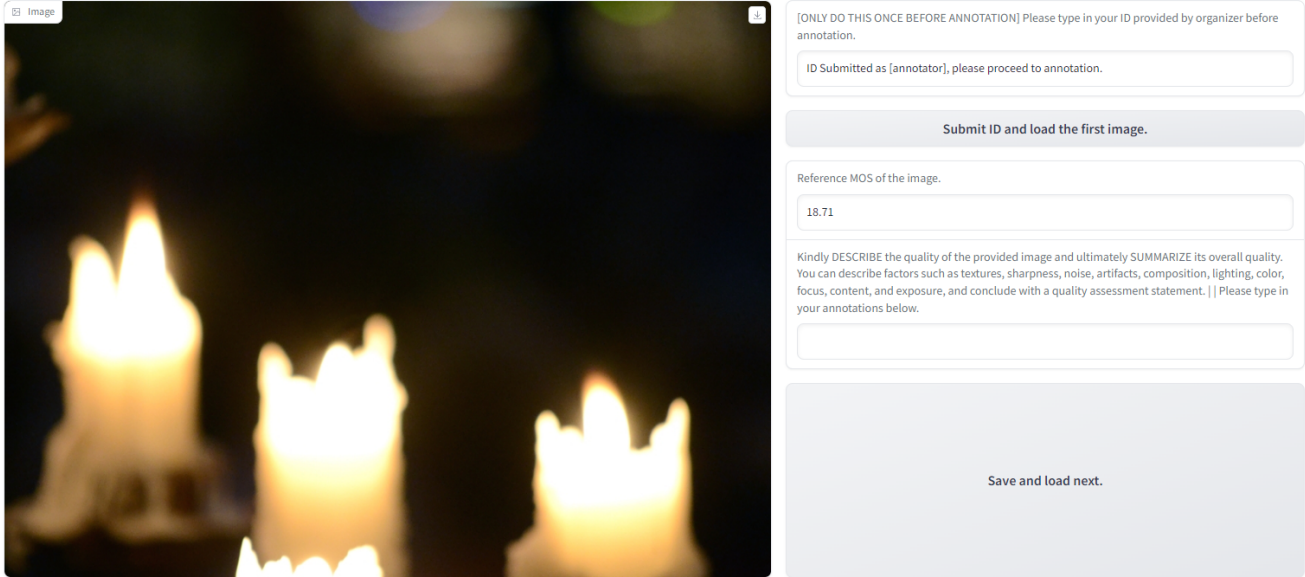 Image
[ONLY DO THIS ONCE BEFORE ANNOTATION] Please type in your ID provided by organizer before
annotation.
ID Submitted as [annotator], please proceed to annotation.
Submit ID and load the first image.
Reference MOS of the image.
18.71
Kindly DESCRIBE the quality of the provided image and ultimately SUMMARIZE its overall quality.
You can describe factors such as textures, sharpness, noise, artifacts, composition, lighting, color,
focus, content, and exposure, and conclude with a quality assessment statement. | | Please type in
your annotations below.
Save and load next.